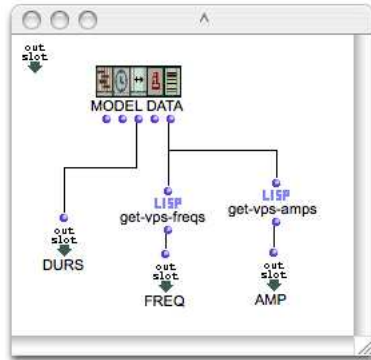 ^
out
slot
MODEL DATA
LISP
get-vps-freqs
LISP
get-vps-amps
out
slot
DURS
out
slot
FREQ
out
slot
AMP